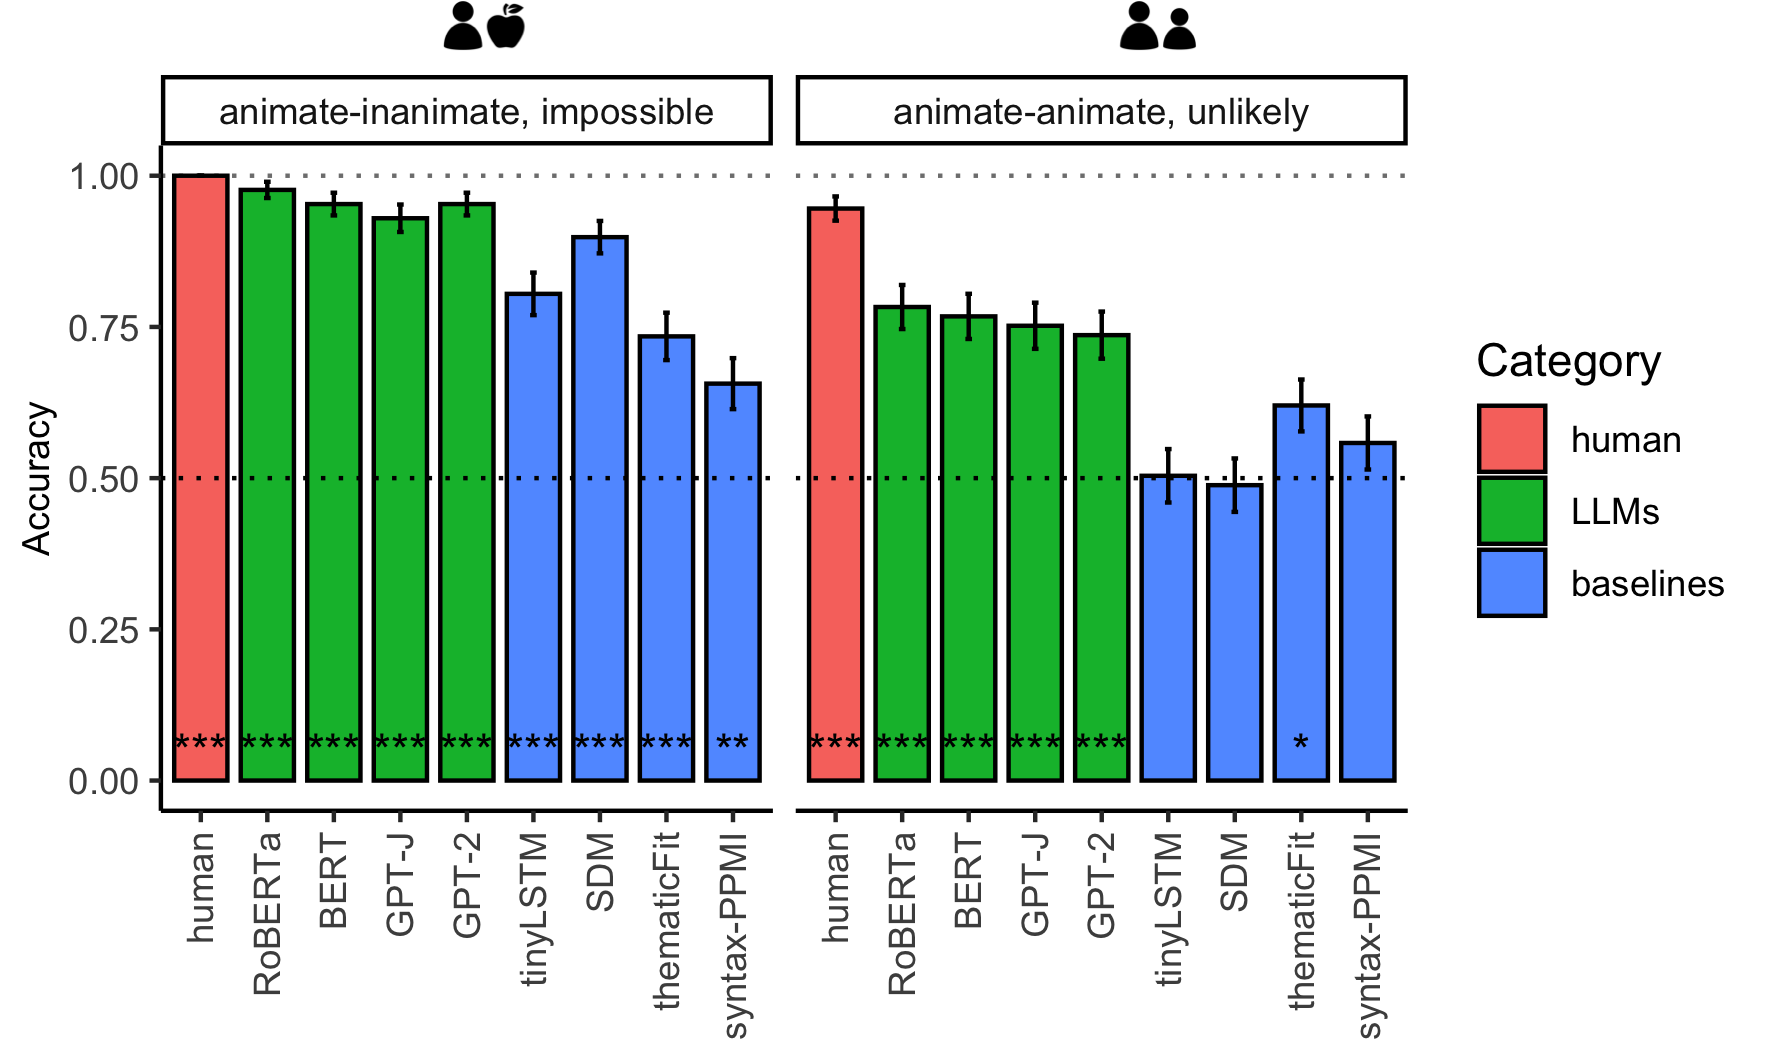 animate-inanimate, impossible
animate-animate, unlikely
Accuracy
1.00
0.75
0.50
0.25
0.00
*** *** *** *** *** *** *** *** **
*** *** *** *** *** *
human RoBERTa BERT GPT-J GPT-2 tinyLSTM SDM thematicFit syntax-PPMI
human RoBERTa BERT GPT-J GPT-2 tinyLSTM SDM thematicFit syntax-PPMI
Category
human
LLMs
baselines